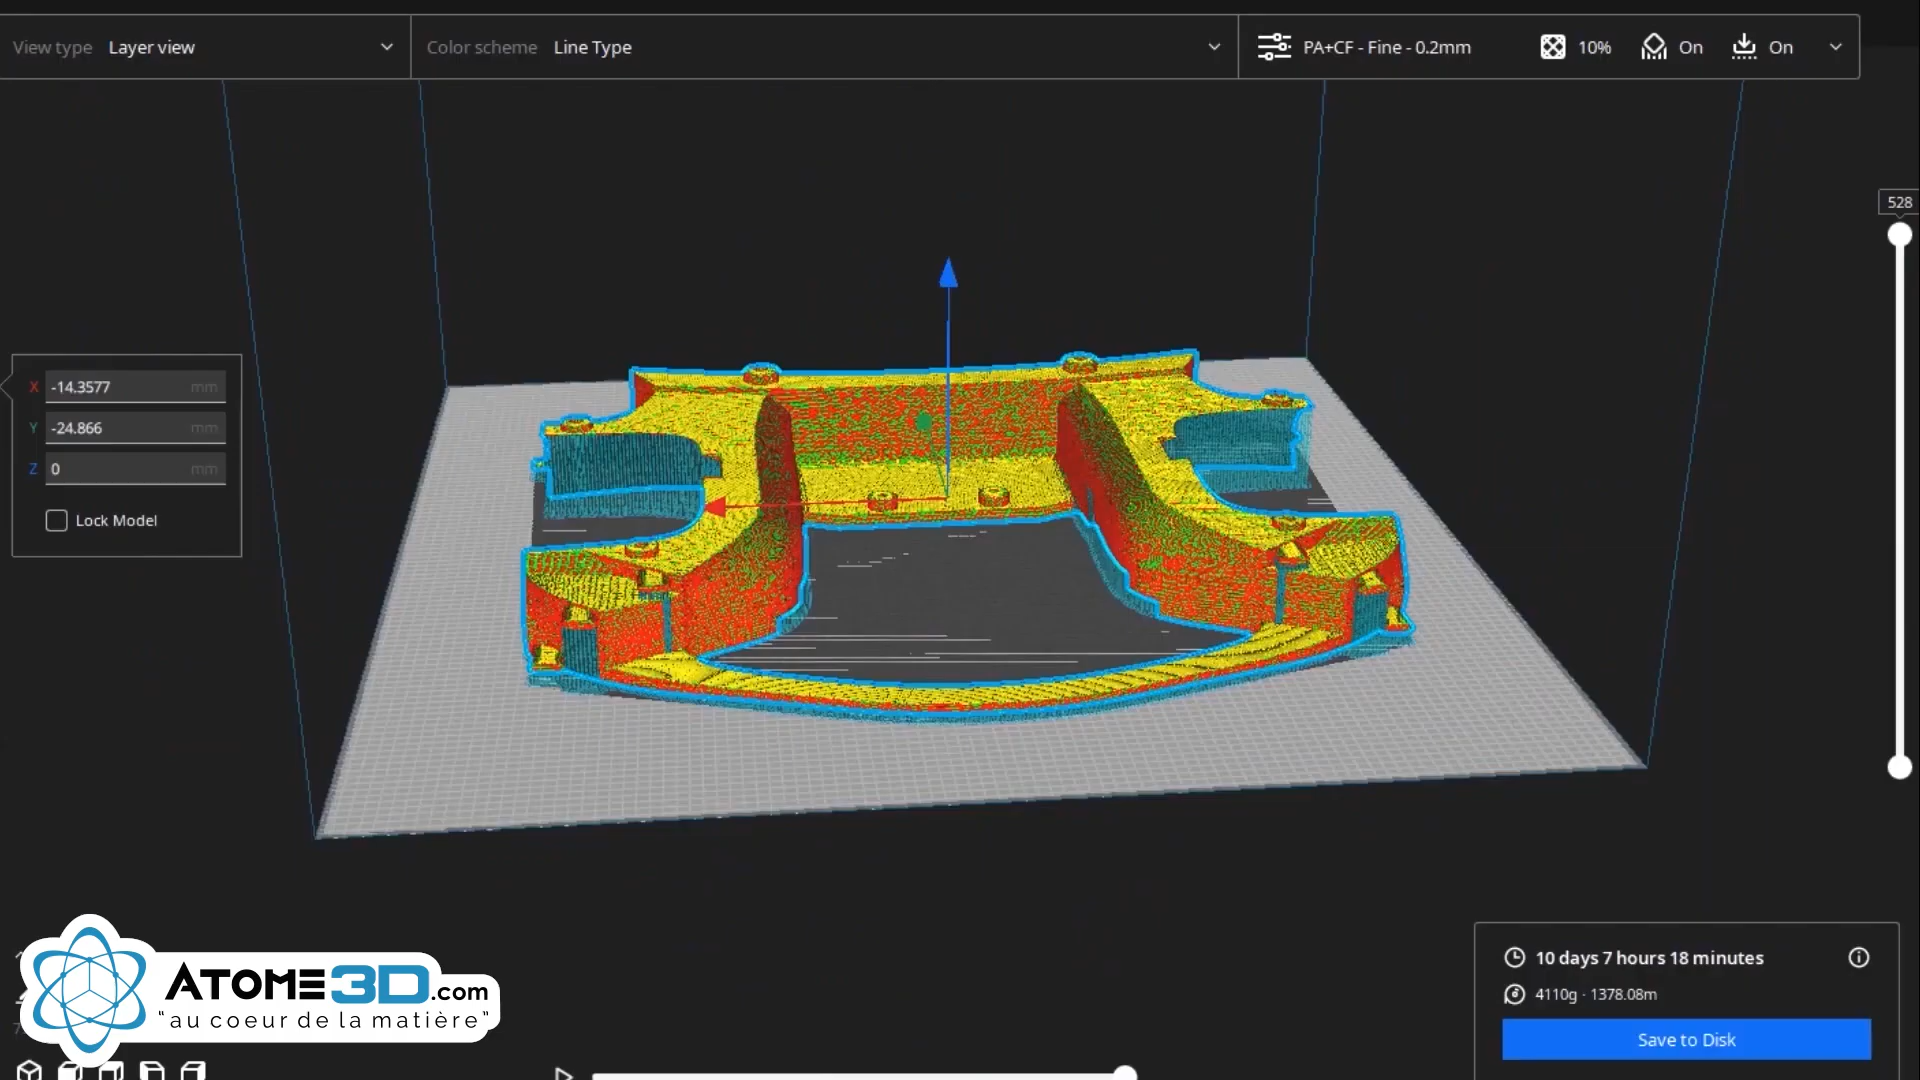 View type Layer view
Color scheme Line Type
PA+CF - Fine - 0.2mm 10% On On
528
X -14.3577 mm
Y -24.866 mm
Z 0 mm
Lock Model
10 days 7 hours 18 minutes
4110g · 1378.08m
Save to Disk
ATOME3D.com
“au coeur de la matière”